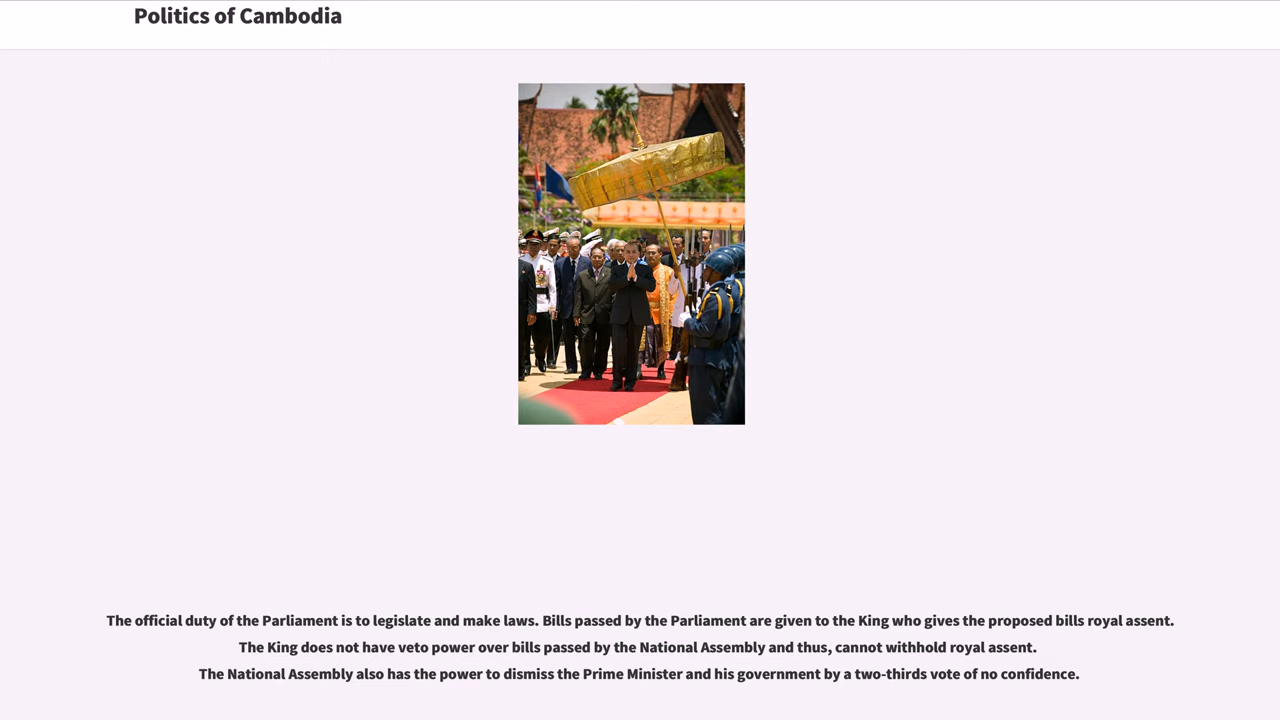 Politics of Cambodia
The official duty of the Parliament is to legislate and make laws. Bills passed by the Parliament are given to the King who gives the proposed bills royal assent.
The King does not have veto power over bills passed by the National Assembly and thus, cannot withhold royal assent.
The National Assembly also has the power to dismiss the Prime Minister and his government by a two-thirds vote of no confidence.